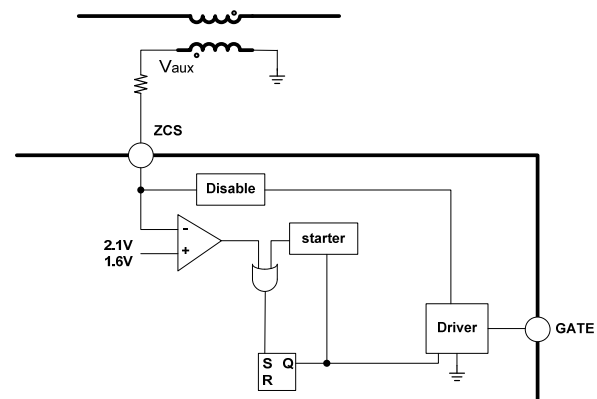 Vaux
ZCS
Disable
2.1V
1.6V
-
+
starter
Driver
GATE
S Q
R